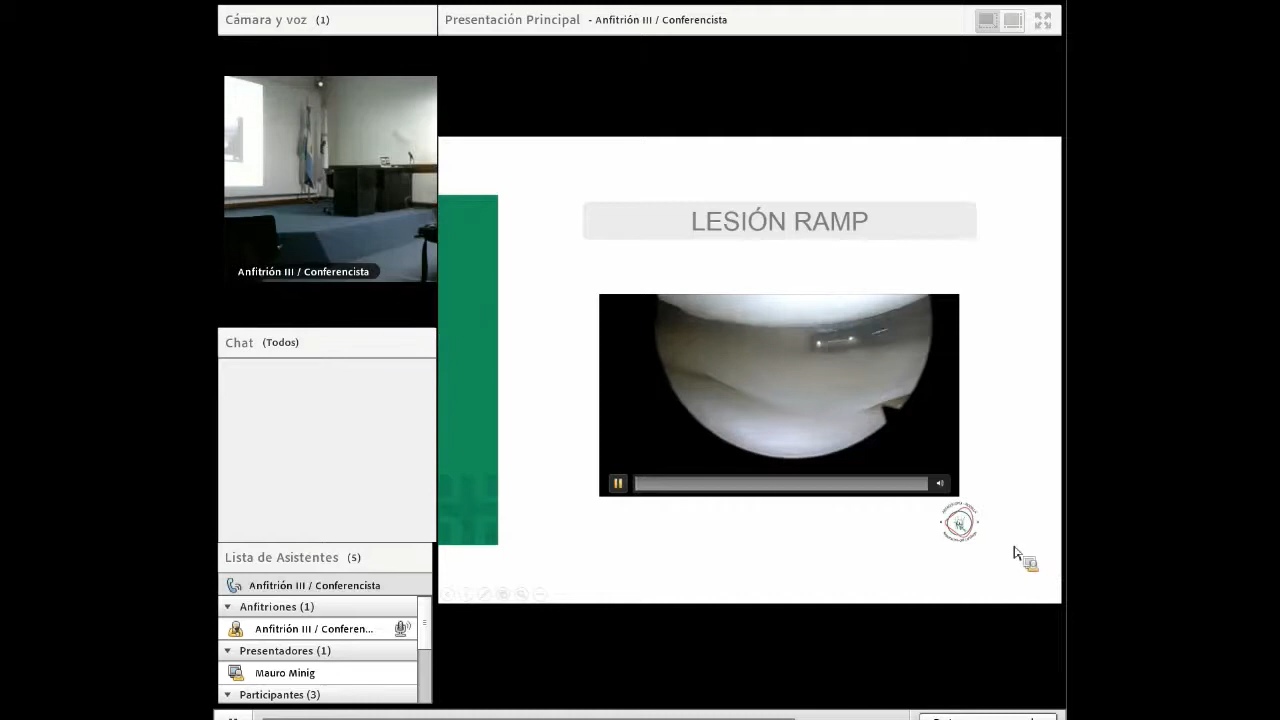 Cámara y voz (1)
Presentación Principal - Anfitrión III / Conferencista
Anfitrión III / Conferencista
LESIÓN RAMP
Chat (Todos)
Lista de Asistentes (5)
Anfitrión III / Conferencista
Anfitriones (1)
Anfitrión III / Conferen...
Presentadores (1)
Mauro Minig
Participantes (3)